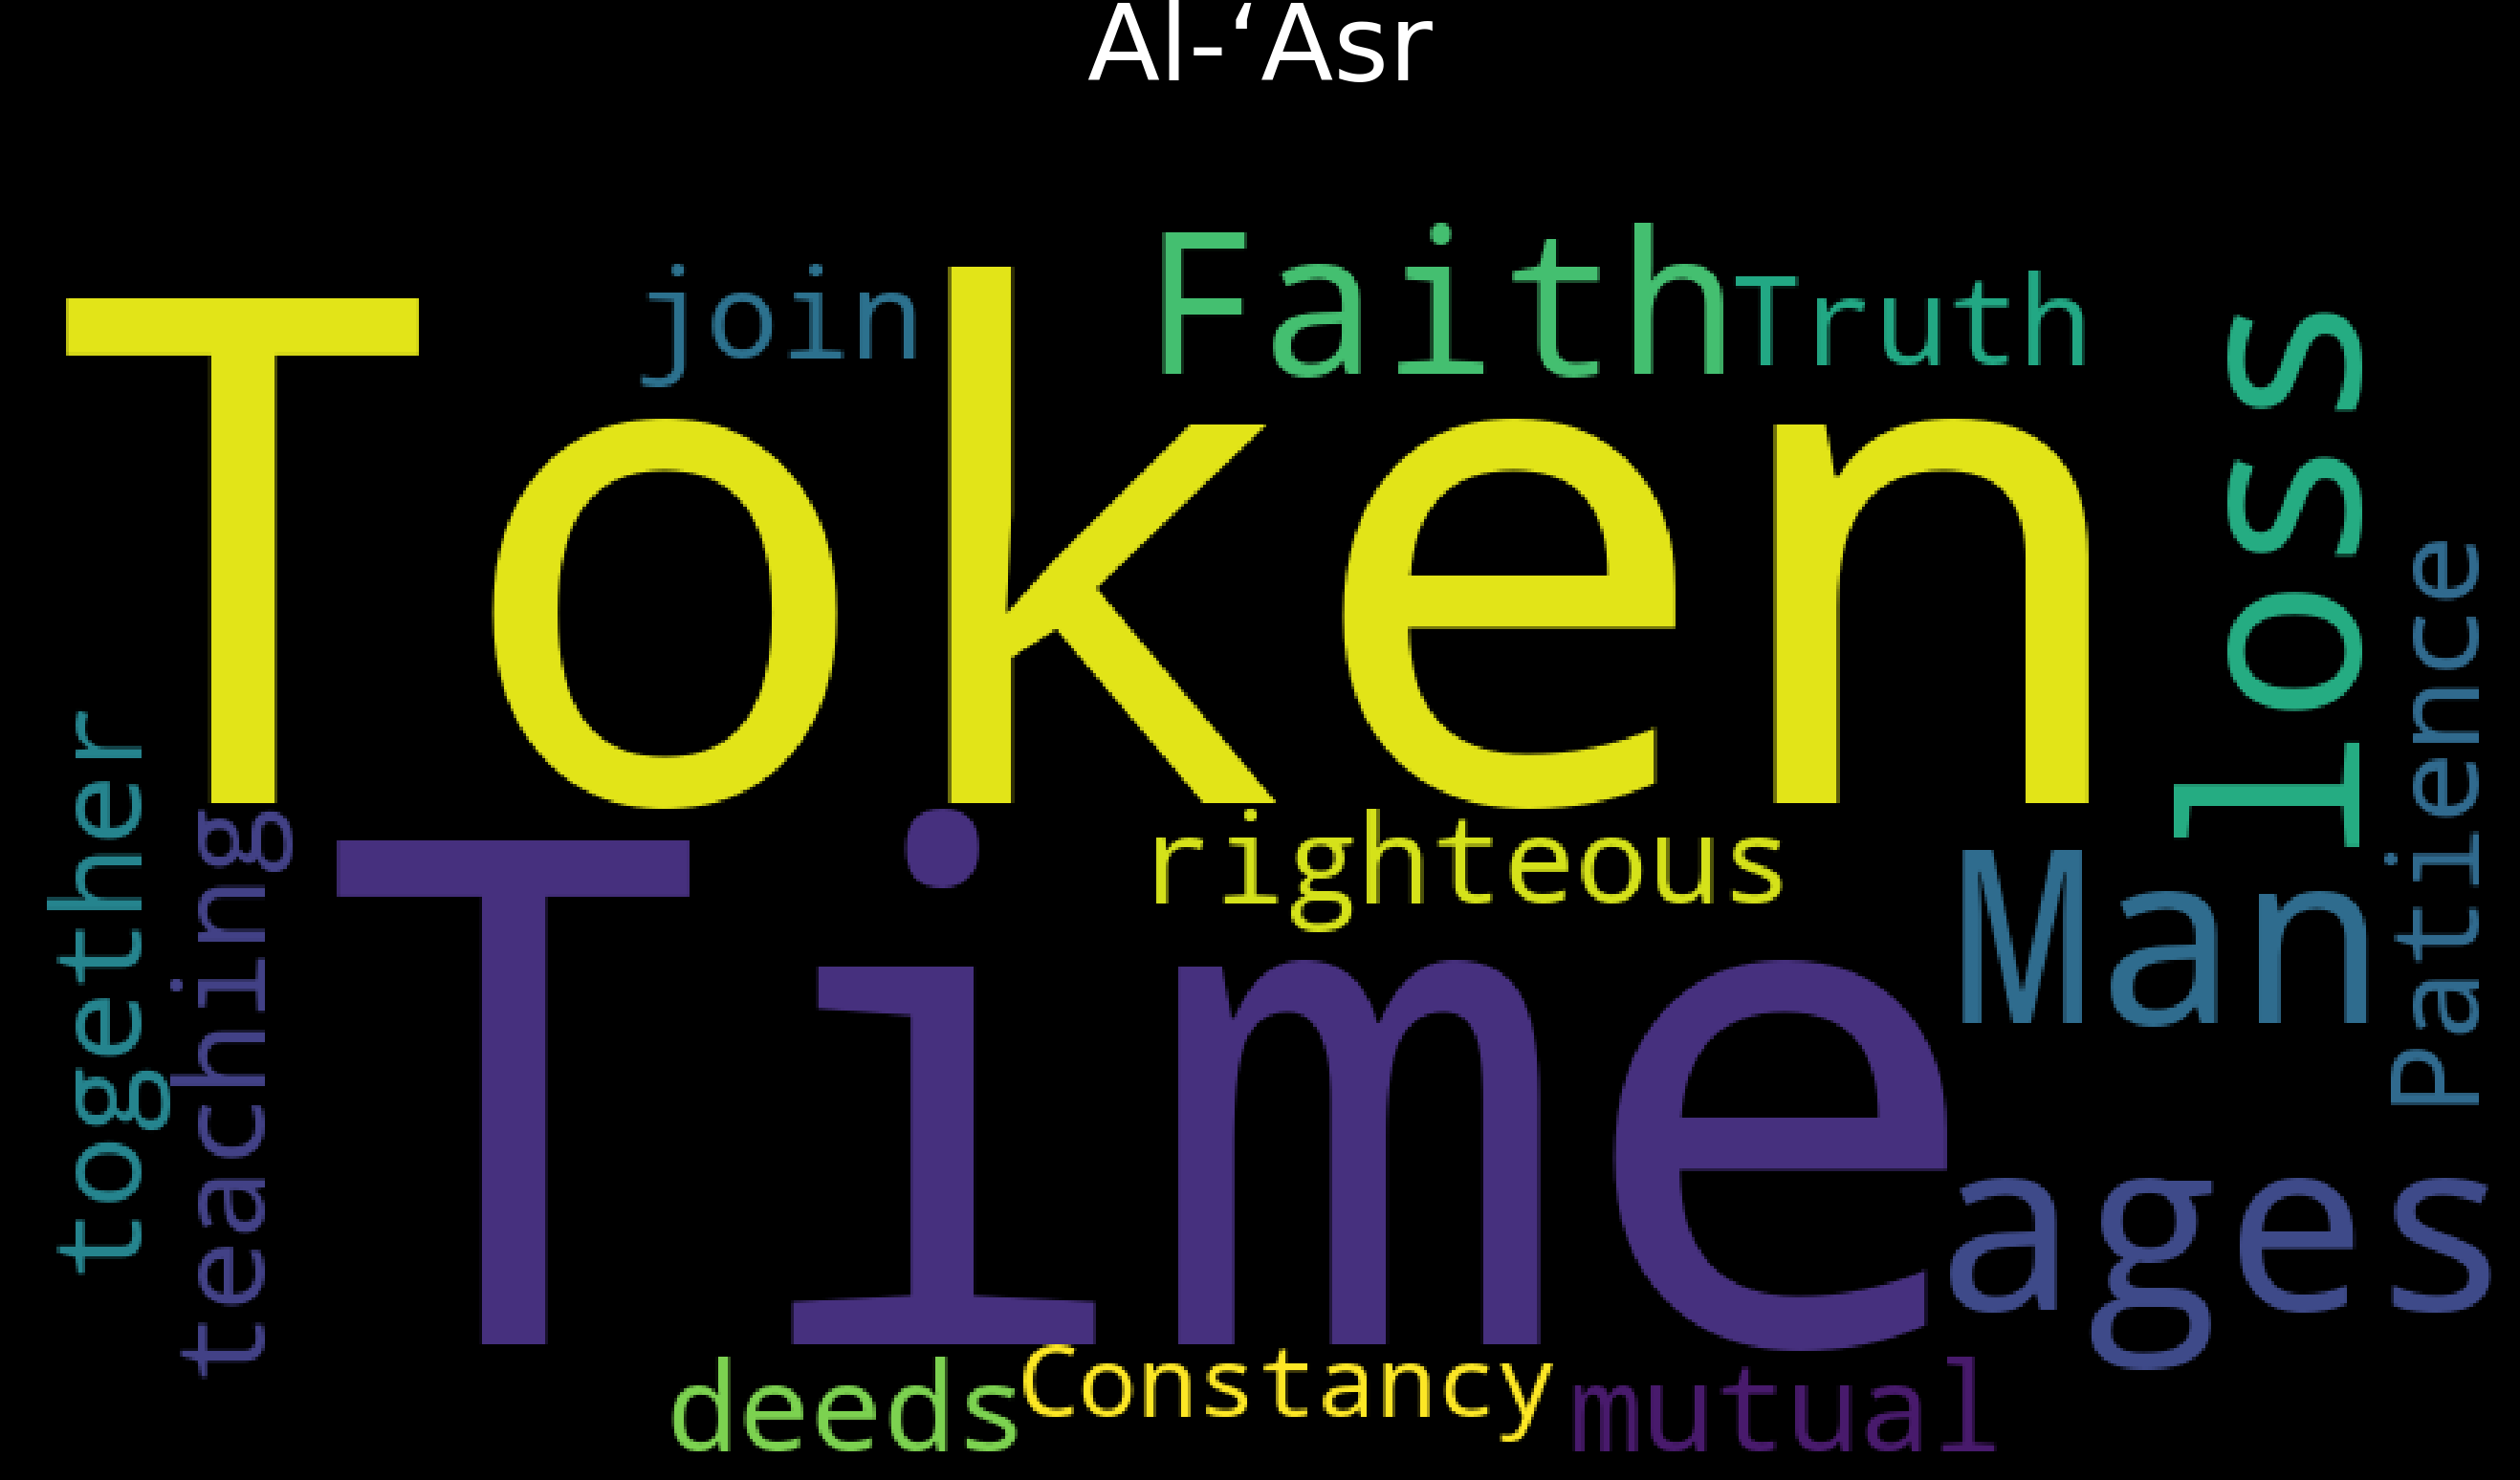 Al-‘Asr
Faith
join
Truth
Token
loss
Patience
together
teaching
righteous
Man
Time
ages
deeds
Constancy
mutual